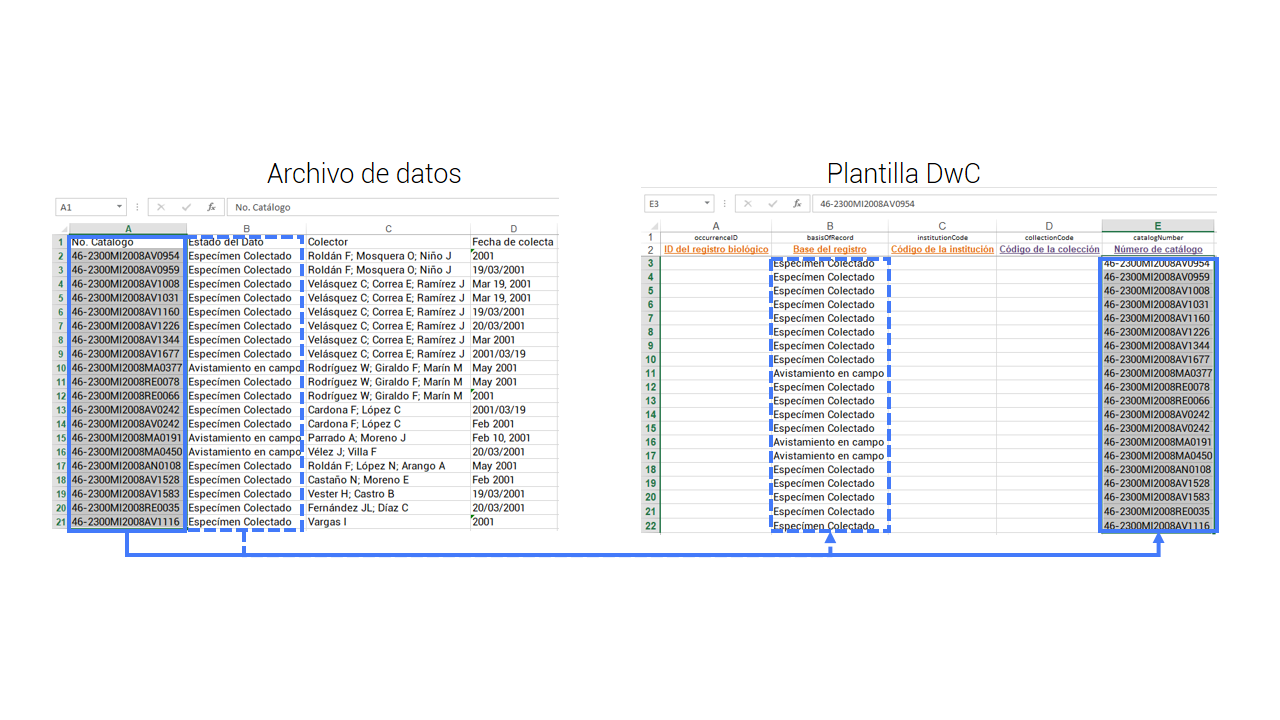 Archivo de datos
Plantilla DwC
A1 fx No. Catálogo
A B C D
1 No. Catálogo Estado del Dato Colector Fecha de colecta
2 46-2300MI2008AV0954 Especímen Colectado Roldán F; Mosquera O; Niño J 2001
3 46-2300MI2008AV0959 Especímen Colectado Roldán F; Mosquera O; Niño J 19/03/2001
4 46-2300MI2008AV1008 Especímen Colectado Velásquez C; Correa E; Ramírez J Mar 19, 2001
5 46-2300MI2008AV1031 Especímen Colectado Velásquez C; Correa E; Ramírez J Mar 19, 2001
6 46-2300MI2008AV1160 Especímen Colectado Velásquez C; Correa E; Ramírez J 19/03/2001
7 46-2300MI2008AV1226 Especímen Colectado Velásquez C; Correa E; Ramírez J 20/03/2001
8 46-2300MI2008AV1344 Especímen Colectado Velásquez C; Correa E; Ramírez J Mar 2001
9 46-2300MI2008AV1677 Especímen Colectado Velásquez C; Correa E; Ramírez J 2001/03/19
10 46-2300MI2008MA0377 Avistamiento en campo Rodríguez W; Giraldo F; Marín M May 2001
11 46-2300MI2008RE0078 Especímen Colectado Rodríguez W; Giraldo F; Marín M May 2001
12 46-2300MI2008RE0066 Especímen Colectado Rodríguez W; Giraldo F; Marín M 2001
13 46-2300MI2008AV0242 Especímen Colectado Cardona F; López C 2001/03/19
14 46-2300MI2008AV0242 Especímen Colectado Cardona F; López C Feb 2001
15 46-2300MI2008MA0191 Avistamiento en campo Parrado A; Moreno J Feb 10, 2001
16 46-2300MI2008MA0450 Avistamiento en campo Vélez J; Villa F 20/03/2001
17 46-2300MI2008AN0108 Especímen Colectado Roldán F; López N; Arango A May 2001
18 46-2300MI2008AV1528 Especímen Colectado Castaño N; Moreno E Feb 2001
19 46-2300MI2008AV1583 Especímen Colectado Vester H; Castro B 19/03/2001
20 46-2300MI2008RE0035 Especímen Colectado Fernández JL; Díaz C 20/03/2001
21 46-2300MI2008AV1116 Especímen Colectado Vargas I 2001
E3 fx 46-2300MI2008AV0954
A B C D E
1 occurrenceID basisOfRecord institutionCode collectionCode catalogNumber
2 ID del registro biológico Base del registro Código de la institución Código de la colección Número de catálogo
3 Especímen Colectado 46-2300MI2008AV0954
4 Especímen Colectado 46-2300MI2008AV0959
5 Especímen Colectado 46-2300MI2008AV1008
6 Especímen Colectado 46-2300MI2008AV1031
7 Especímen Colectado 46-2300MI2008AV1160
8 Especímen Colectado 46-2300MI2008AV1226
9 Especímen Colectado 46-2300MI2008AV1344
10 Especímen Colectado 46-2300MI2008AV1677
11 Avistamiento en campo 46-2300MI2008MA0377
12 Especímen Colectado 46-2300MI2008RE0078
13 Especímen Colectado 46-2300MI2008RE0066
14 Especímen Colectado 46-2300MI2008AV0242
15 Especímen Colectado 46-2300MI2008AV0242
16 Avistamiento en campo 46-2300MI2008MA0191
17 Avistamiento en campo 46-2300MI2008MA0450
18 Especímen Colectado 46-2300MI2008AN0108
19 Especímen Colectado 46-2300MI2008AV1528
20 Especímen Colectado 46-2300MI2008AV1583
21 Especímen Colectado 46-2300MI2008RE0035
22 Especímen Colectado 46-2300MI2008AV1116